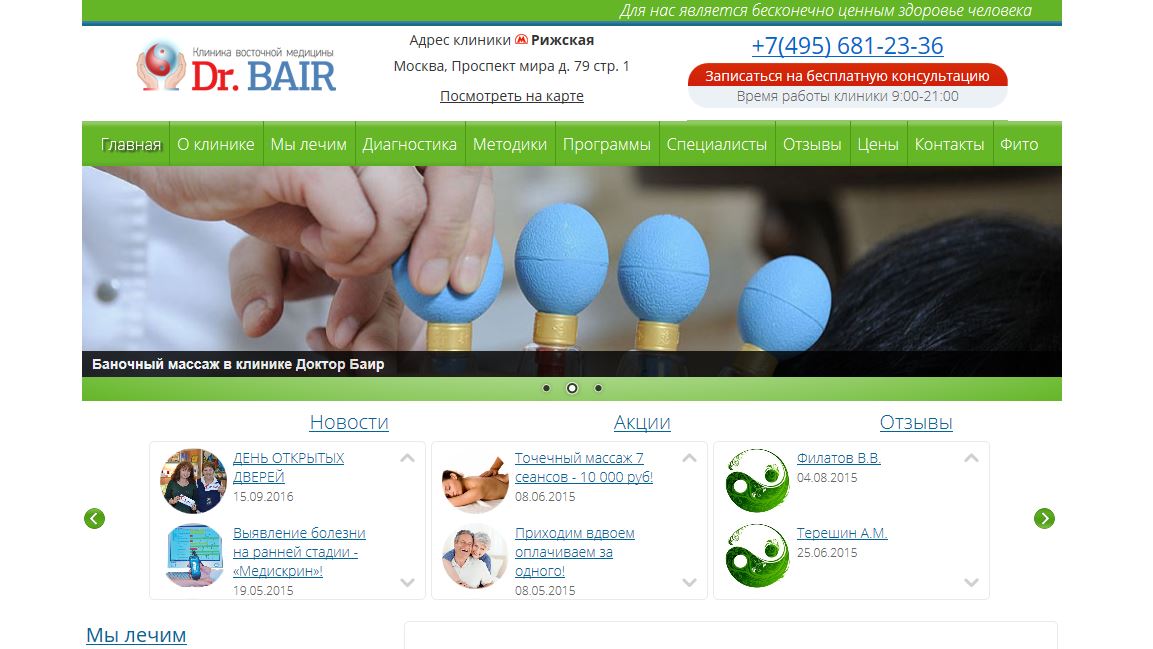 Для нас является бесконечно ценным здоровье человека
Клиника восточной медицины
Dr. BAIR
Адрес клиники Рижская
Москва, Проспект мира д. 79 стр. 1
Посмотреть на карте
+7(495) 681-23-36
Записаться на бесплатную консультацию
Время работы клиники 9:00-21:00
Главная О клинике Мы лечим Диагностика Методики Программы Специалисты Отзывы Цены Контакты Фито
Баночный массаж в клинике Доктор Баир
Новости
ДЕНЬ ОТКРЫТЫХ
ДВЕРЕЙ
15.09.2016
Выявление болезни
на ранней стадии -
«Медискрин»!
19.05.2015
Акции
Точечный массаж 7
сеансов - 10 000 руб!
08.06.2015
Приходим вдвоем
оплачиваем за
одного!
08.05.2015
Отзывы
Филатов В.В.
04.08.2015
Терешин А.М.
25.06.2015
Мы лечим